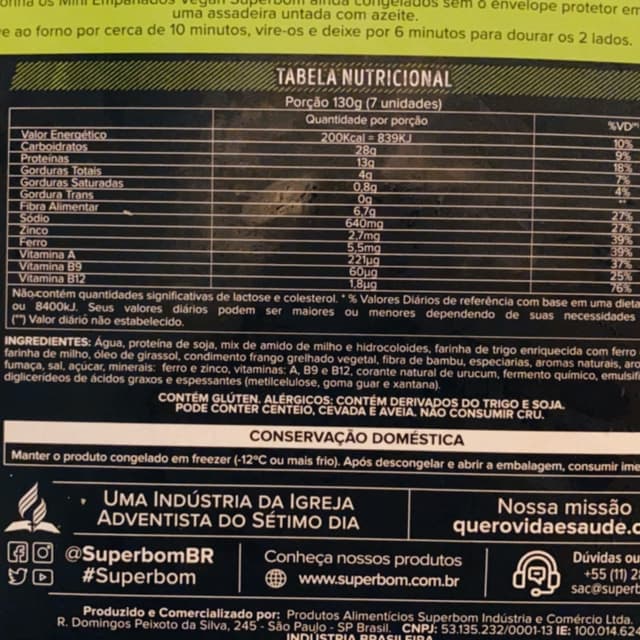 os Mini Empanados Vegan Superbom ainda congelados sem o envelope protetor em
uma assadeira untada com azeite.
e ao forno por cerca de 10 minutos, vire-os e deixe por 6 minutos para dourar os 2 lados.
TABELA NUTRICIONAL
Porção 130g (7 unidades)
Quantidade por porção %VD(*)
Valor Energético 200Kcal = 839KJ 10%
Carboidratos 28g 9%
Proteínas 13g 18%
Gorduras Totais 4g 7%
Gorduras Saturadas 0,8g 4%
Gordura Trans 0g **
Fibra Alimentar 6,7g 27%
Sódio 640mg 27%
Zinco 2,7mg 39%
Ferro 5,5mg 39%
Vitamina A 221µg 37%
Vitamina B9 60µg 25%
Vitamina B12 1,8µg 76%
Não contém quantidades significativas de lactose e colesterol. * % Valores Diários de referência com base em uma dieta
ou 8400kJ. Seus valores diários podem ser maiores ou menores dependendo de suas necessidades
(**) Valor diário não estabelecido.
INGREDIENTES: Água, proteína de soja, mix de amido de milho e hidrocoloides, farinha de trigo enriquecida com ferro
farinha de milho, óleo de girassol, condimento frango grelhado vegetal, fibra de bambu, especiarias, aromas naturais, aro
fumaça, sal, açúcar, minerais: ferro e zinco, vitaminas: A, B9 e B12, corante natural de urucum, fermento químico, emulsifi
diglicerídeos de ácidos graxos e espessantes (metilcelulose, goma guar e xantana).
CONTÉM GLÚTEN. ALÉRGICOS: CONTÉM DERIVADOS DO TRIGO E SOJA.
PODE CONTER CENTEIO, CEVADA E AVEIA. NÃO CONSUMIR CRU.
CONSERVAÇÃO DOMÉSTICA
Manter o produto congelado em freezer (-12°C ou mais frio). Após descongelar e abrir a embalagem, consumir ime
UMA INDÚSTRIA DA IGREJA
ADVENTISTA DO SÉTIMO DIA
Nossa missão
querovidaesaude.c
@SuperbomBR
#Superbom
Conheça nossos produtos
www.superbom.com.br
Dúvidas ou
+55 (11) 2
sac@superb
Produzido e Comercializado por: Produtos Alimentícios Superbom Indústria e Comércio Ltda.
R. Domingos Peixoto da Silva, 245 - São Paulo - SP Brasil. CNPJ: 53.135.232/0001.13 IE: 100.014.624
INDÚSTRIA BRASILEIRA